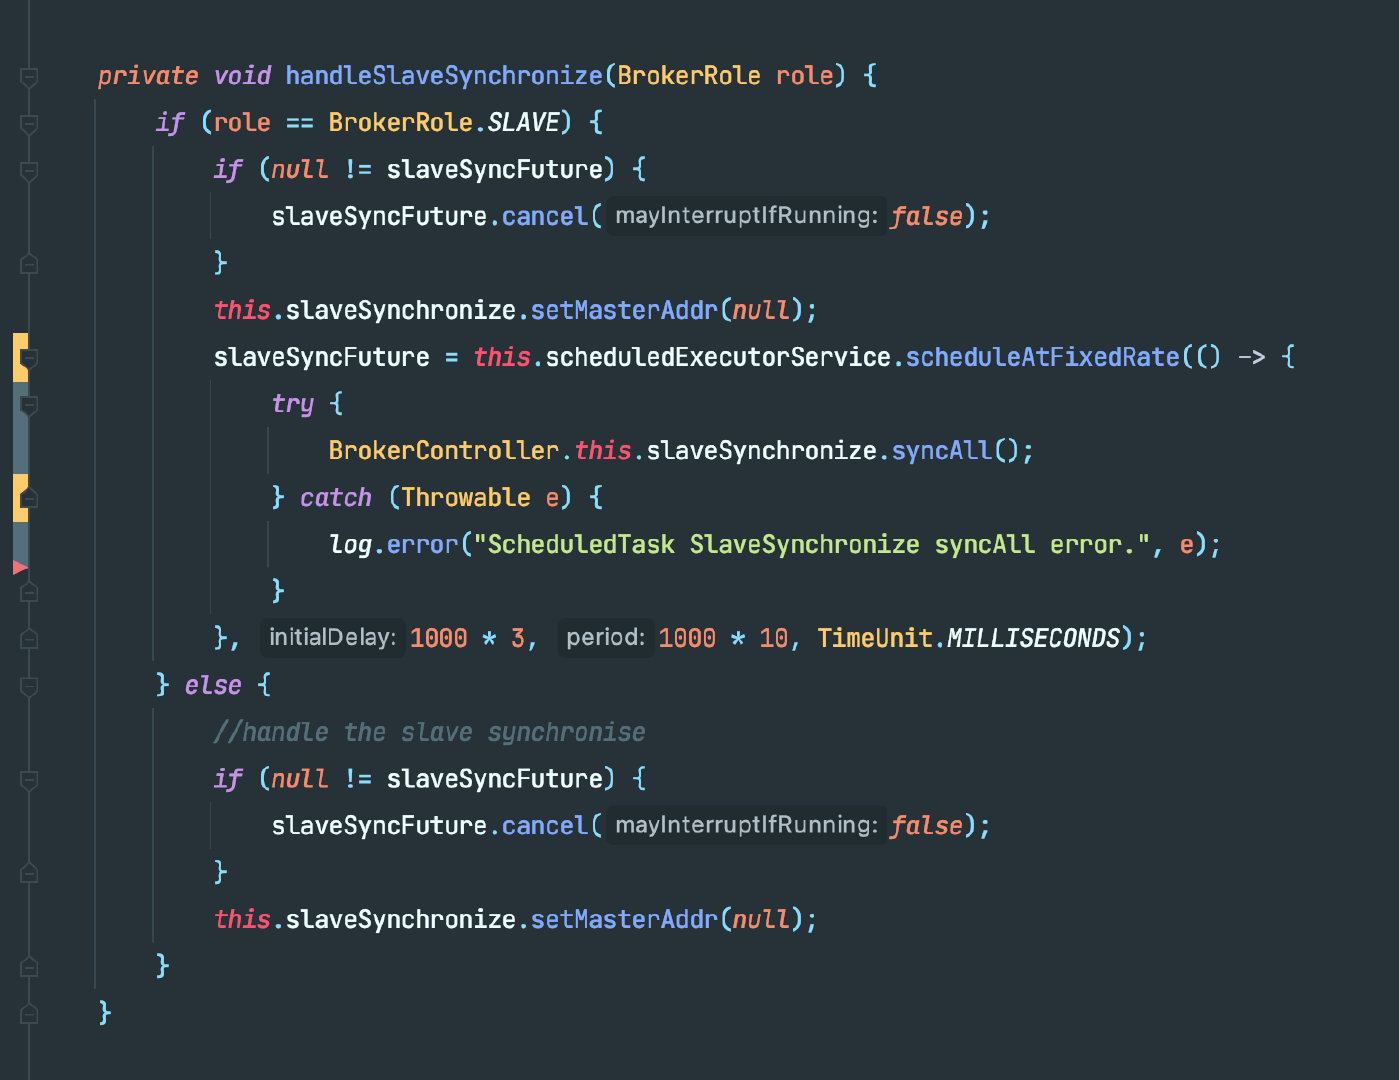 private void handleSlaveSynchronize(BrokerRole role) {
if (role == BrokerRole.SLAVE) {
if (null != slaveSyncFuture) {
slaveSyncFuture.cancel( mayInterruptIfRunning: false);
}
this.slaveSynchronize.setMasterAddr(null);
slaveSyncFuture = this.scheduledExecutorService.scheduleAtFixedRate(() -> {
try {
BrokerController.this.slaveSynchronize.syncAll();
} catch (Throwable e) {
log.error("ScheduledTask SlaveSynchronize syncAll error.", e);
}
}, initialDelay: 1000 * 3, period: 1000 * 10, TimeUnit.MILLISECONDS);
} else {
//handle the slave synchronise
if (null != slaveSyncFuture) {
slaveSyncFuture.cancel( mayInterruptIfRunning: false);
}
this.slaveSynchronize.setMasterAddr(null);
}
}